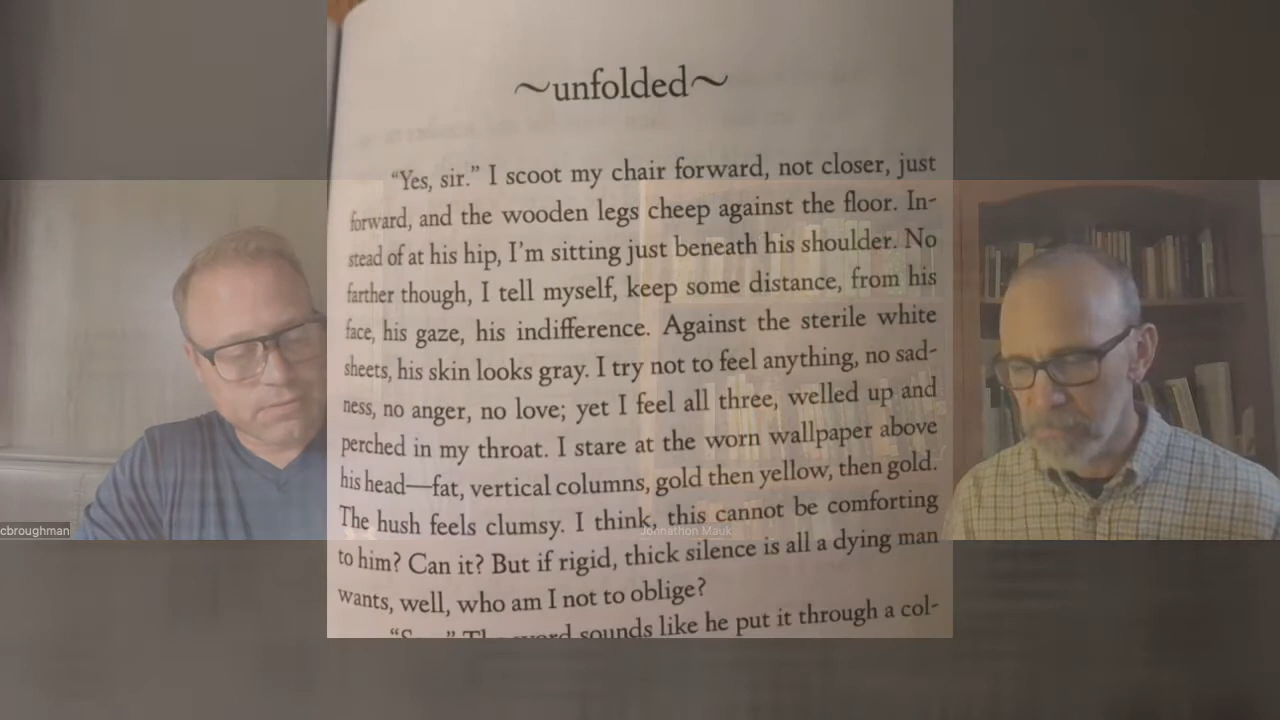 ~unfolded~
“Yes, sir.” I scoot my chair forward, not closer, just
forward, and the wooden legs cheep against the floor. In-
stead of at his hip, I’m sitting just beneath his shoulder. No
farther though, I tell myself, keep some distance, from his
face, his gaze, his indifference. Against the sterile white
sheets, his skin looks gray. I try not to feel anything, no sad-
ness, no anger, no love; yet I feel all three, welled up and
perched in my throat. I stare at the worn wallpaper above
his head—fat, vertical columns, gold then yellow, then gold.
The hush feels clumsy. I think, this cannot be comforting
to him? Can it? But if rigid, thick silence is all a dying man
wants, well, who am I not to oblige?
sounds like he put it through a col-
cbroughman
Johnathon Mauk